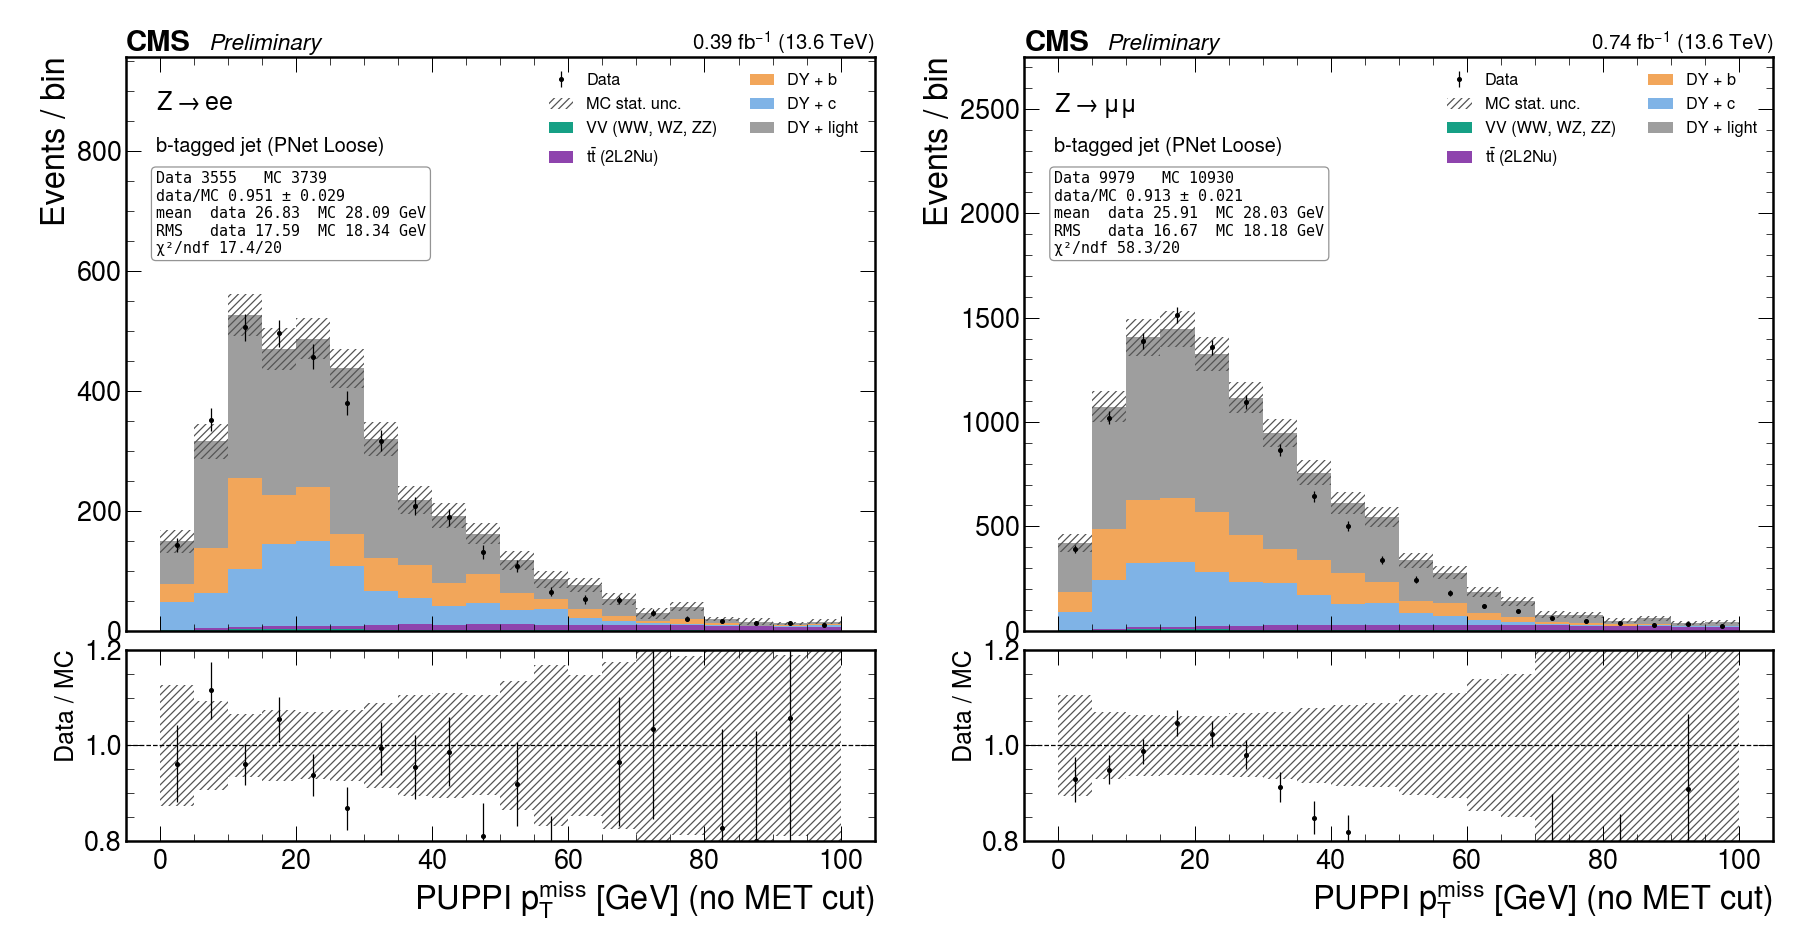 CMS Preliminary 0.39 fb⁻¹ (13.6 TeV)
Events / bin
Z → ee
b-tagged jet (PNet Loose)
Data 3555 MC 3739
data/MC 0.951 ± 0.029
mean data 26.83 MC 28.09 GeV
RMS data 17.59 MC 18.34 GeV
χ²/ndf 17.4/20
Data
MC stat. unc.
VV (WW, WZ, ZZ)
tt̄ (2L2Nu)
DY + b
DY + c
DY + light
800
600
400
200
0
Data / MC
1.2
1.0
0.8
0 20 40 60 80 100
PUPPI p_T^miss [GeV] (no MET cut)
CMS Preliminary 0.74 fb⁻¹ (13.6 TeV)
Events / bin
Z → μμ
b-tagged jet (PNet Loose)
Data 9979 MC 10930
data/MC 0.913 ± 0.021
mean data 25.91 MC 28.03 GeV
RMS data 16.67 MC 18.18 GeV
χ²/ndf 58.3/20
Data
MC stat. unc.
VV (WW, WZ, ZZ)
tt̄ (2L2Nu)
DY + b
DY + c
DY + light
2500
2000
1500
1000
500
0
Data / MC
1.2
1.0
0.8
0 20 40 60 80 100
PUPPI p_T^miss [GeV] (no MET cut)